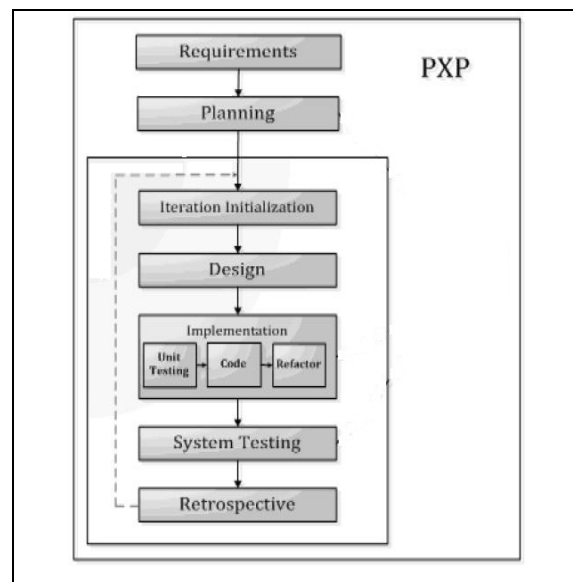 Requirements
PXP
Planning
Iteration Initialization
Design
Implementation
Unit
Testing
Code
Refactor
System Testing
Retrospective